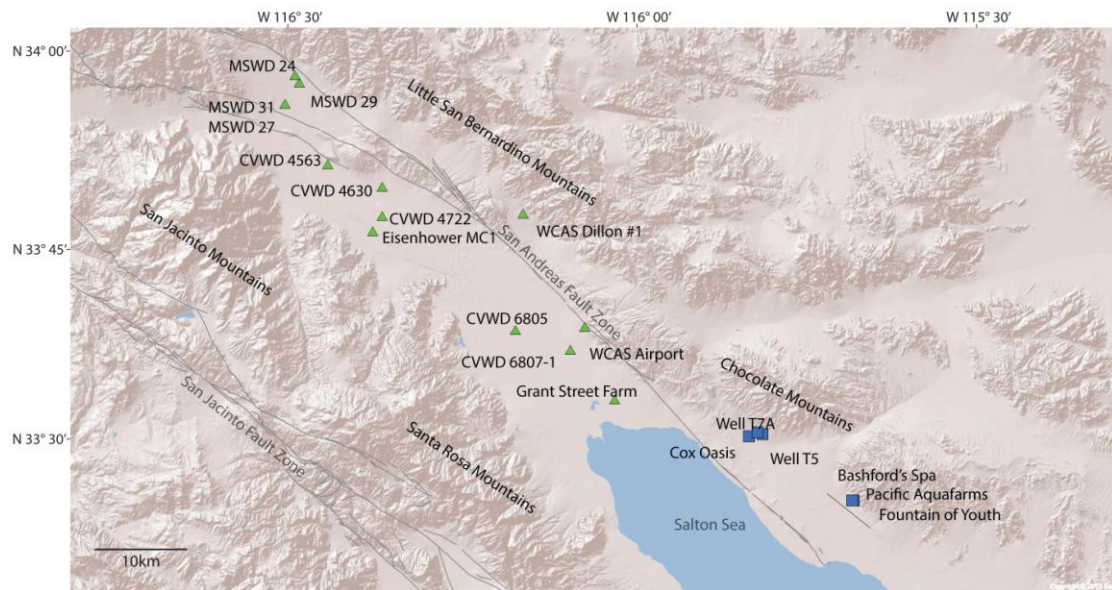 W 116° 30′
W 116° 00′
W 115° 30′
N 34° 00′
MSWD 24
MSWD 29
MSWD 31
MSWD 27
Little San Bernardino Mountains
CVWD 4563
CVWD 4630
CVWD 4722
Eisenhower MC1
WCAS Dillon #1
San Jacinto Mountains
San Andreas Fault Zone
N 33° 45′
CVWD 6805
CVWD 6807-1
WCAS Airport
Grant Street Farm
Chocolate Mountains
San Jacinto Fault Zone
Santa Rosa Mountains
N 33° 30′
Well T7A
Cox Oasis
Well T5
Bashford's Spa
Pacific Aquafarms
Fountain of Youth
Salton Sea
10km